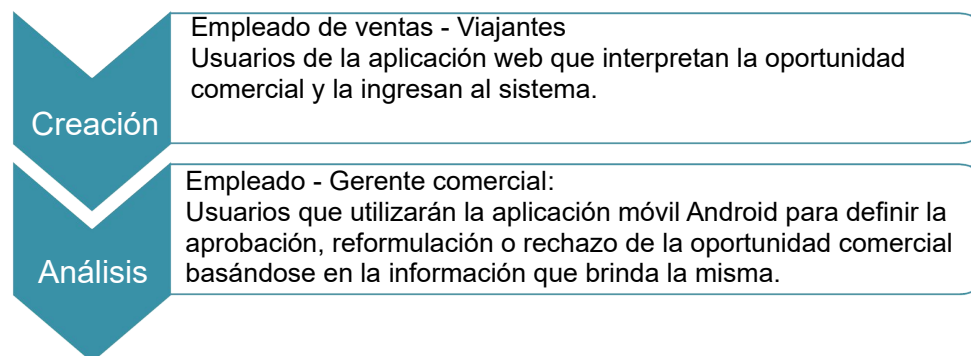 Creación
Empleado de ventas - Viajantes
Usuarios de la aplicación web que interpretan la oportunidad
comercial y la ingresan al sistema.
Análisis
Empleado - Gerente comercial:
Usuarios que utilizarán la aplicación móvil Android para definir la
aprobación, reformulación o rechazo de la oportunidad comercial
basándose en la información que brinda la misma.